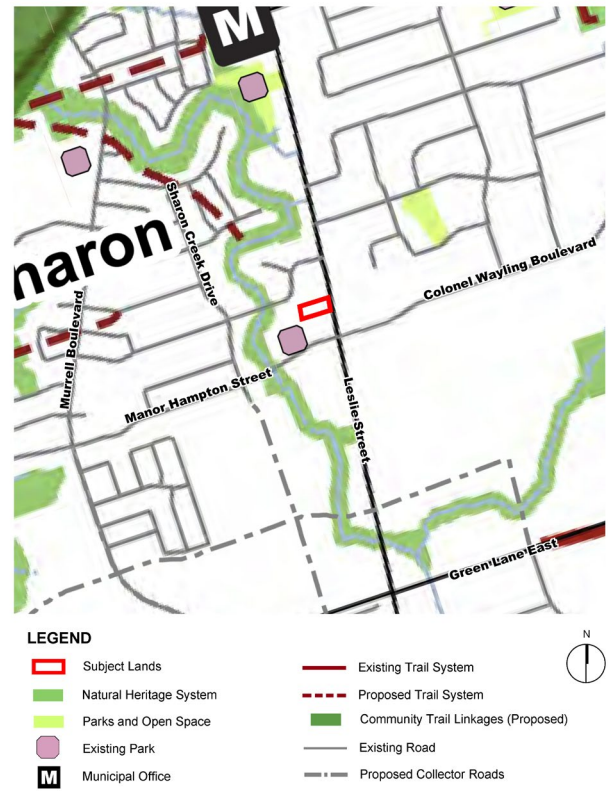 M
Sharon Creek Drive
haron
Colonel Wayling Boulevard
Murrell Boulevard
Manor Hampton Street
Leslie Street
Green Lane East
LEGEND
N
Subject Lands
Existing Trail System
Natural Heritage System
Proposed Trail System
Parks and Open Space
Community Trail Linkages (Proposed)
Existing Park
Existing Road
M
Municipal Office
Proposed Collector Roads